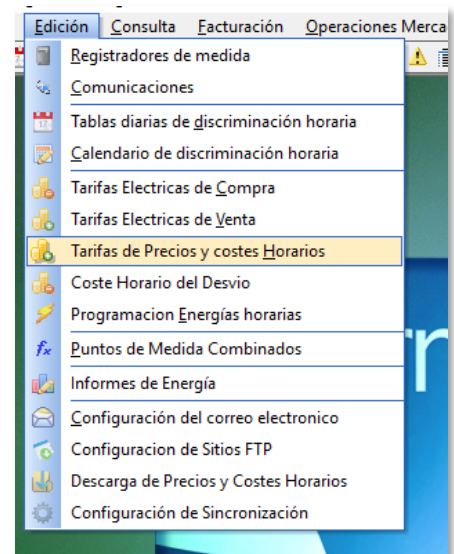 Edición Consulta Facturación Operaciones Merca
Registradores de medida
Comunicaciones
Tablas diarias de discriminación horaria
Calendario de discriminación horaria
Tarifas Electricas de Compra
Tarifas Electricas de Venta
Tarifas de Precios y costes Horarios
Coste Horario del Desvio
Programacion Energías horarias
fx Puntos de Medida Combinados
Informes de Energía
Configuración del correo electronico
Configuracion de Sitios FTP
Descarga de Precios y Costes Horarios
Configuración de Sincronización